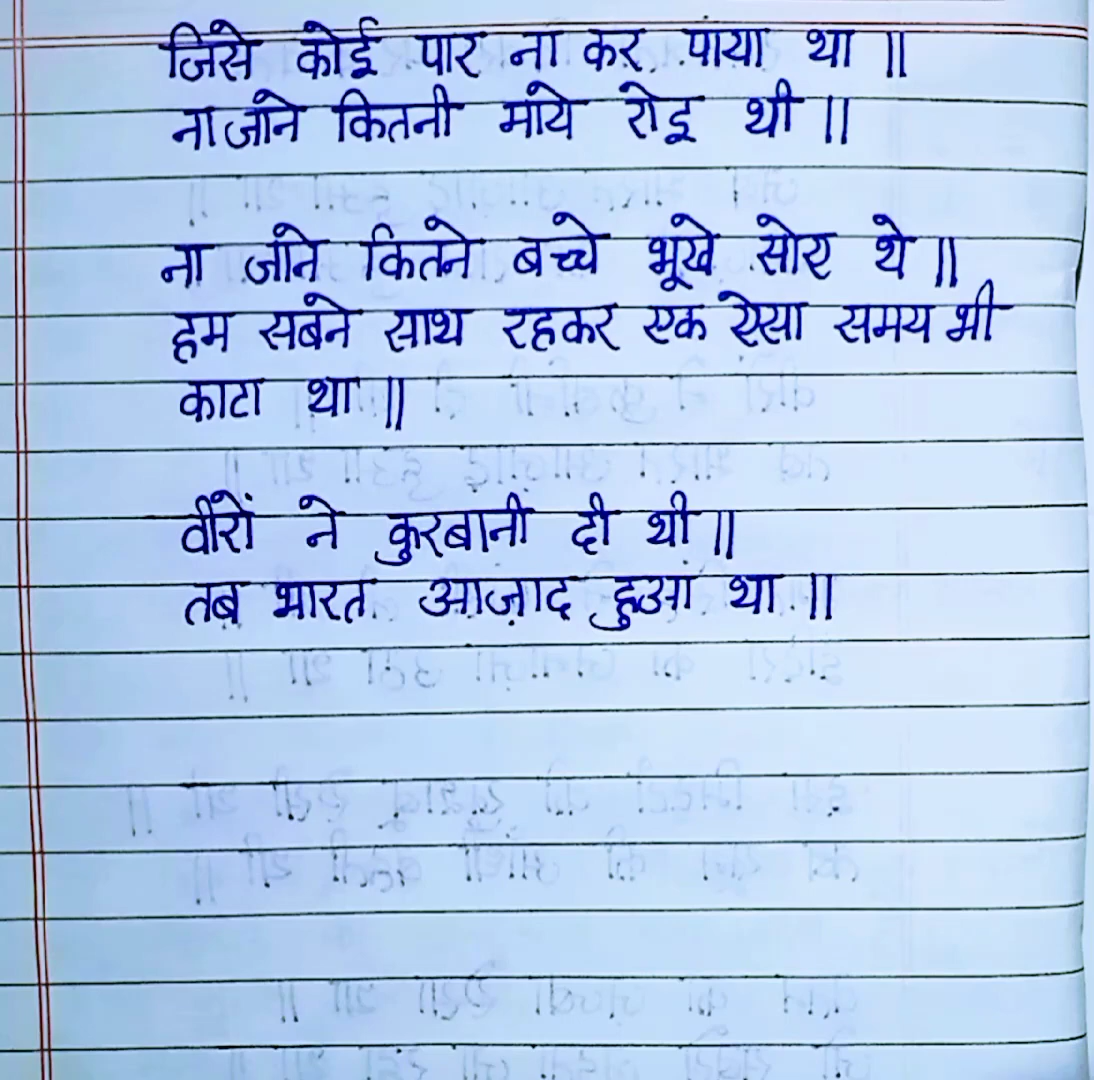 जिसे कोई पार ना कर पाया था ॥
ना जाने कितनी माये रोइ थी ॥
ना जाने कितने बच्चे भूखे सोए थे ॥
हम सबने साथ रहकर एक ऐसा समय भी
काटा था ॥
वीरों ने कुरबानी दी थी ॥
तब भारत आज़ाद हुआ था ॥